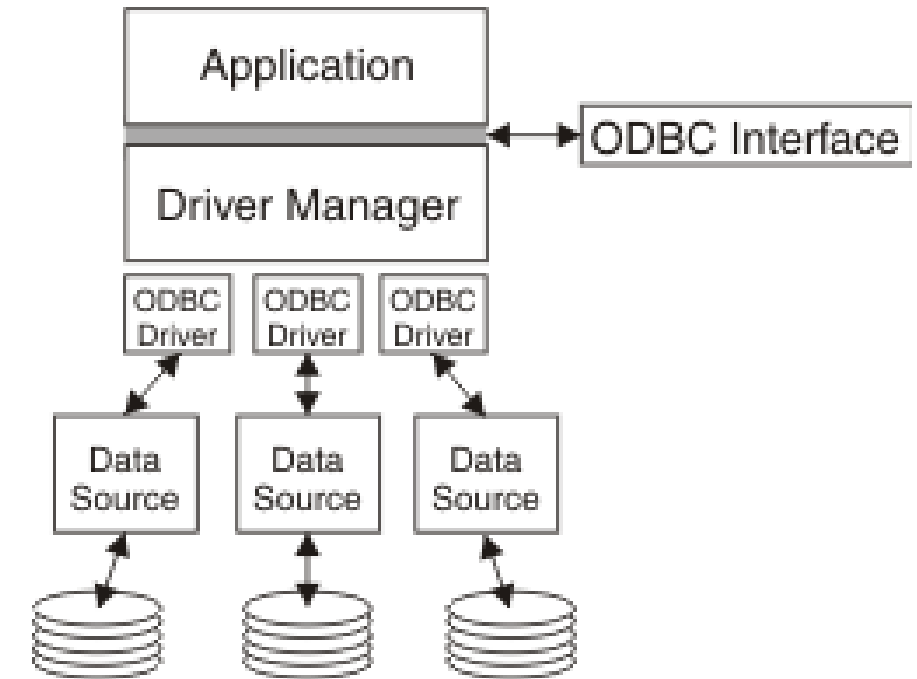 Application
ODBC Interface
Driver Manager
ODBC
Driver
ODBC
Driver
ODBC
Driver
Data
Source
Data
Source
Data
Source